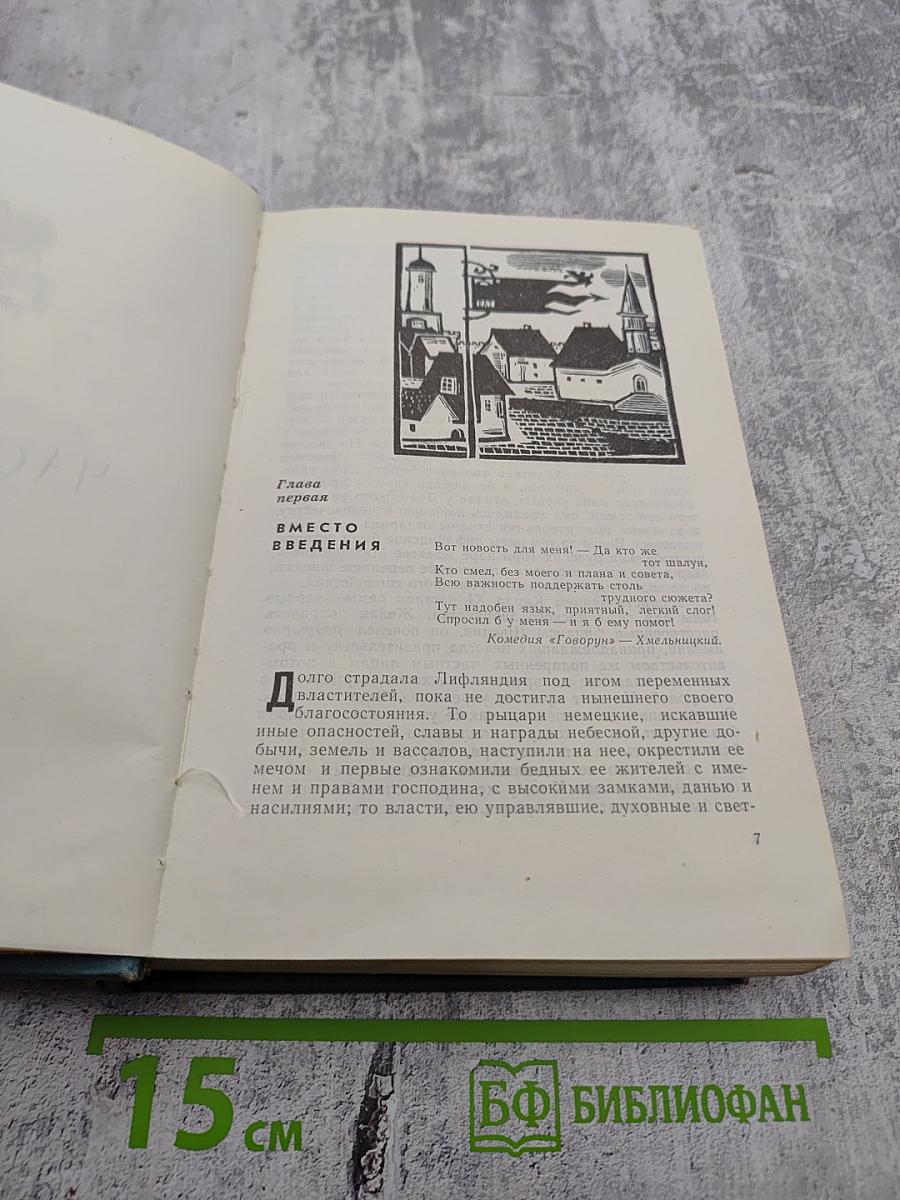 Глава
первая
ВМЕСТО
ВВЕДЕНИЯ
Вот новость для меня! — Да кто же
тот шалун,
Кто смел, без моего и плана и совета,
Всю важность поддержать столь
трудного сюжета?
Тут надобен язык, приятный, легкий слог!
Спросил б у меня — и я б ему помог!
Комедия «Говорун» — Хмельницкий.
Долго страдала Лифляндия под игом переменных
властителей, пока не достигла нынешнего своего
благосостояния. То рыцари немецкие, искавшие
иные опасностей, славы и награды небесной, другие до-
бычи, земель и вассалов, наступили на нее, окрестили ее
мечом и первые ознакомили бедных ее жителей с име-
нем и правами господина, с высокими замками, данью и
насилиями; то власти, ею управлявшие, духовные и свет-
7
15 см
БФ БИБЛИОФАН